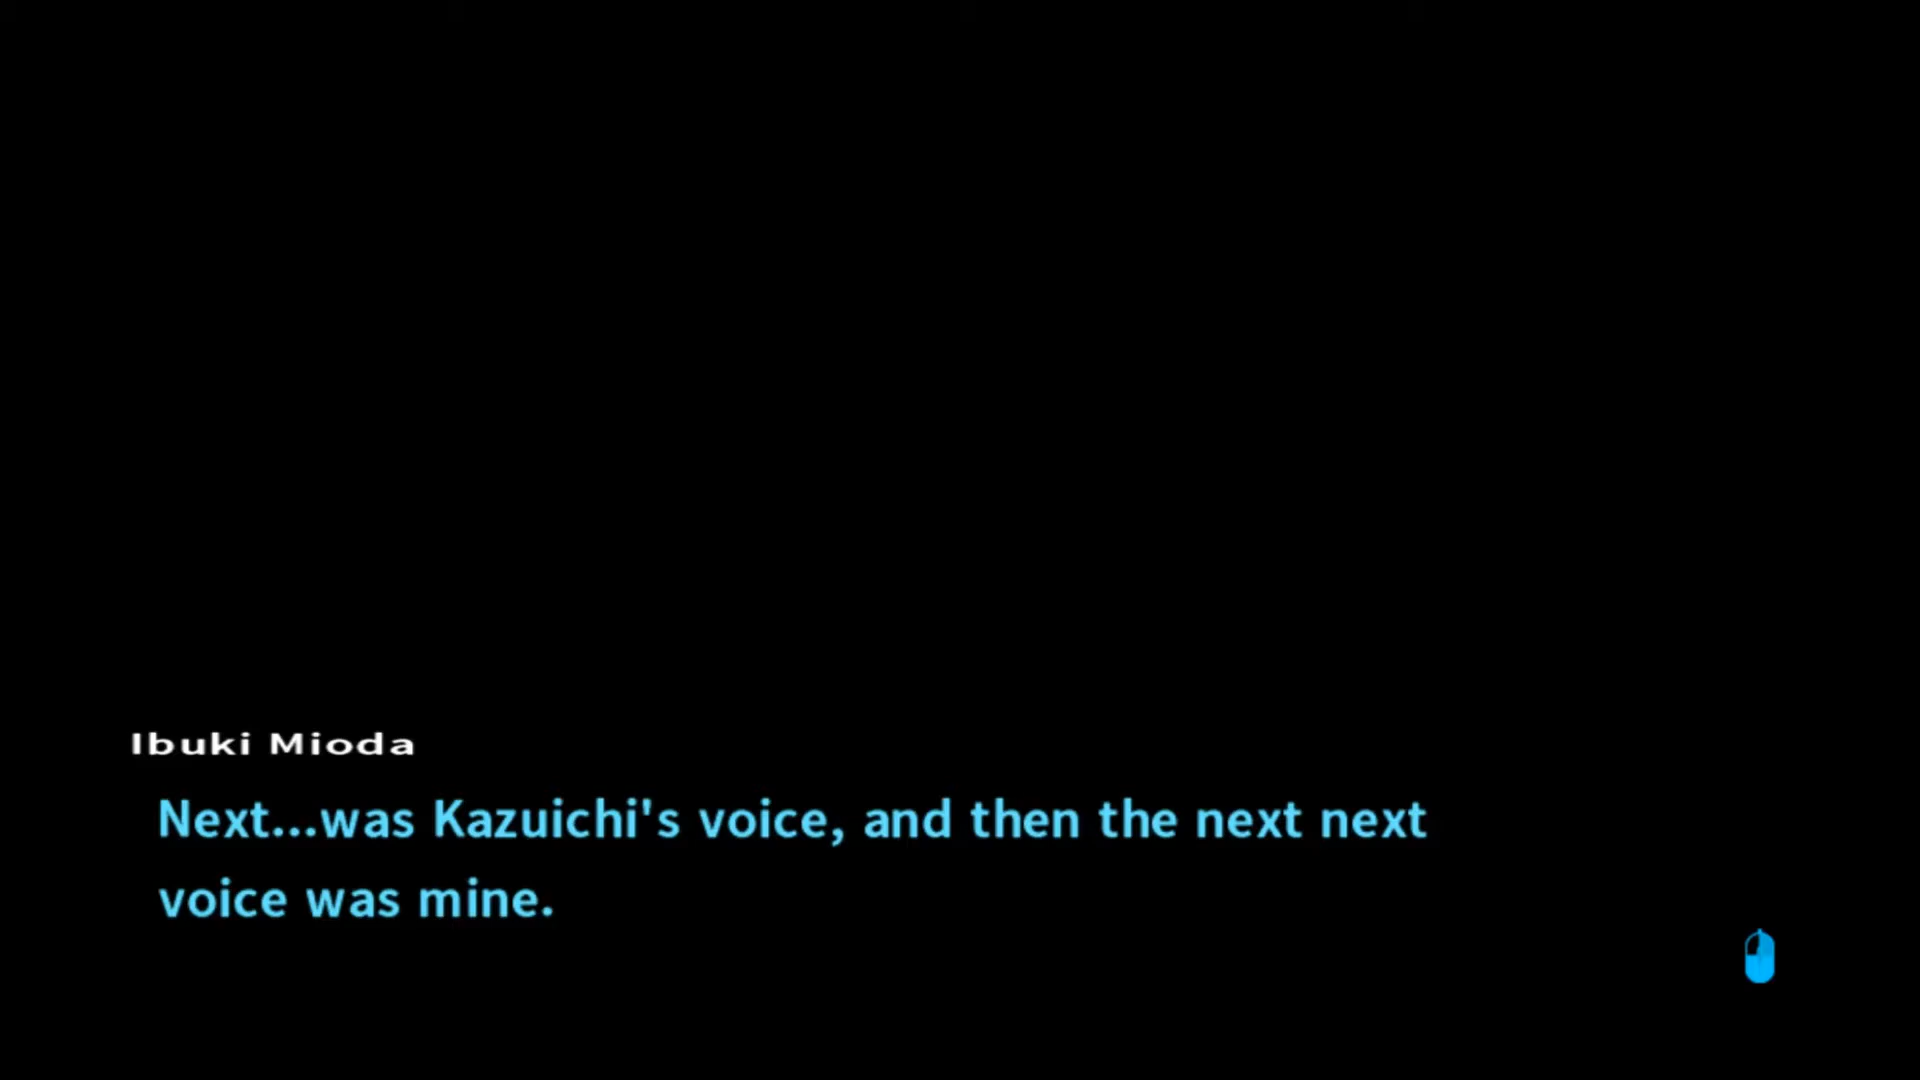 Ibuki Mioda
Next...was Kazuichi's voice, and then the next next
voice was mine.